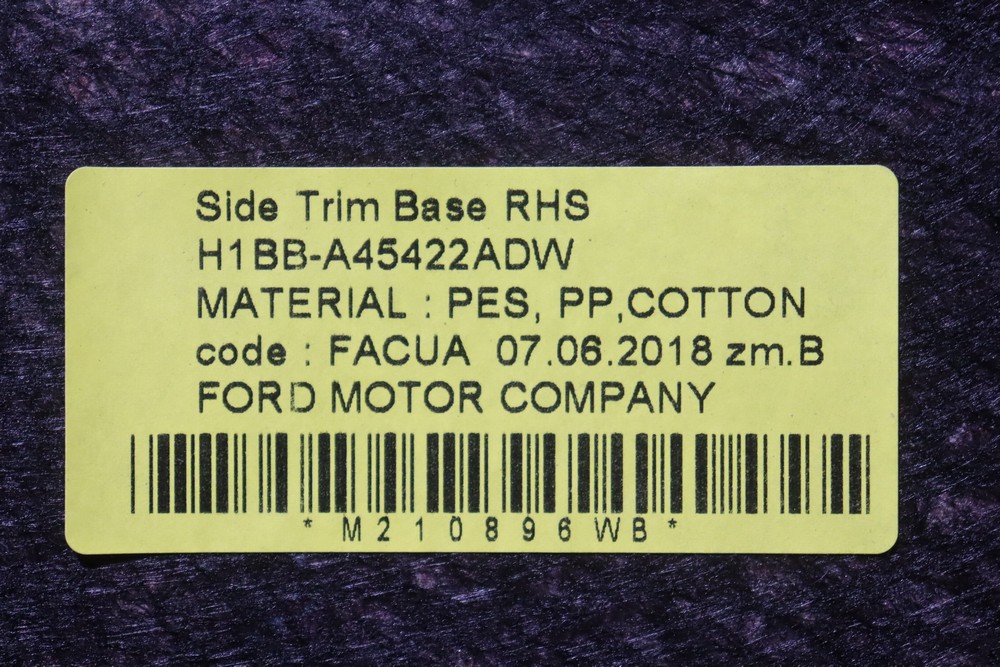 Side Trim Base RHS
H1BB-A45422ADW
MATERIAL : PES, PP,COTTON
code : FACUA 07.06.2018 zm.B
FORD MOTOR COMPANY
*M210896WB*